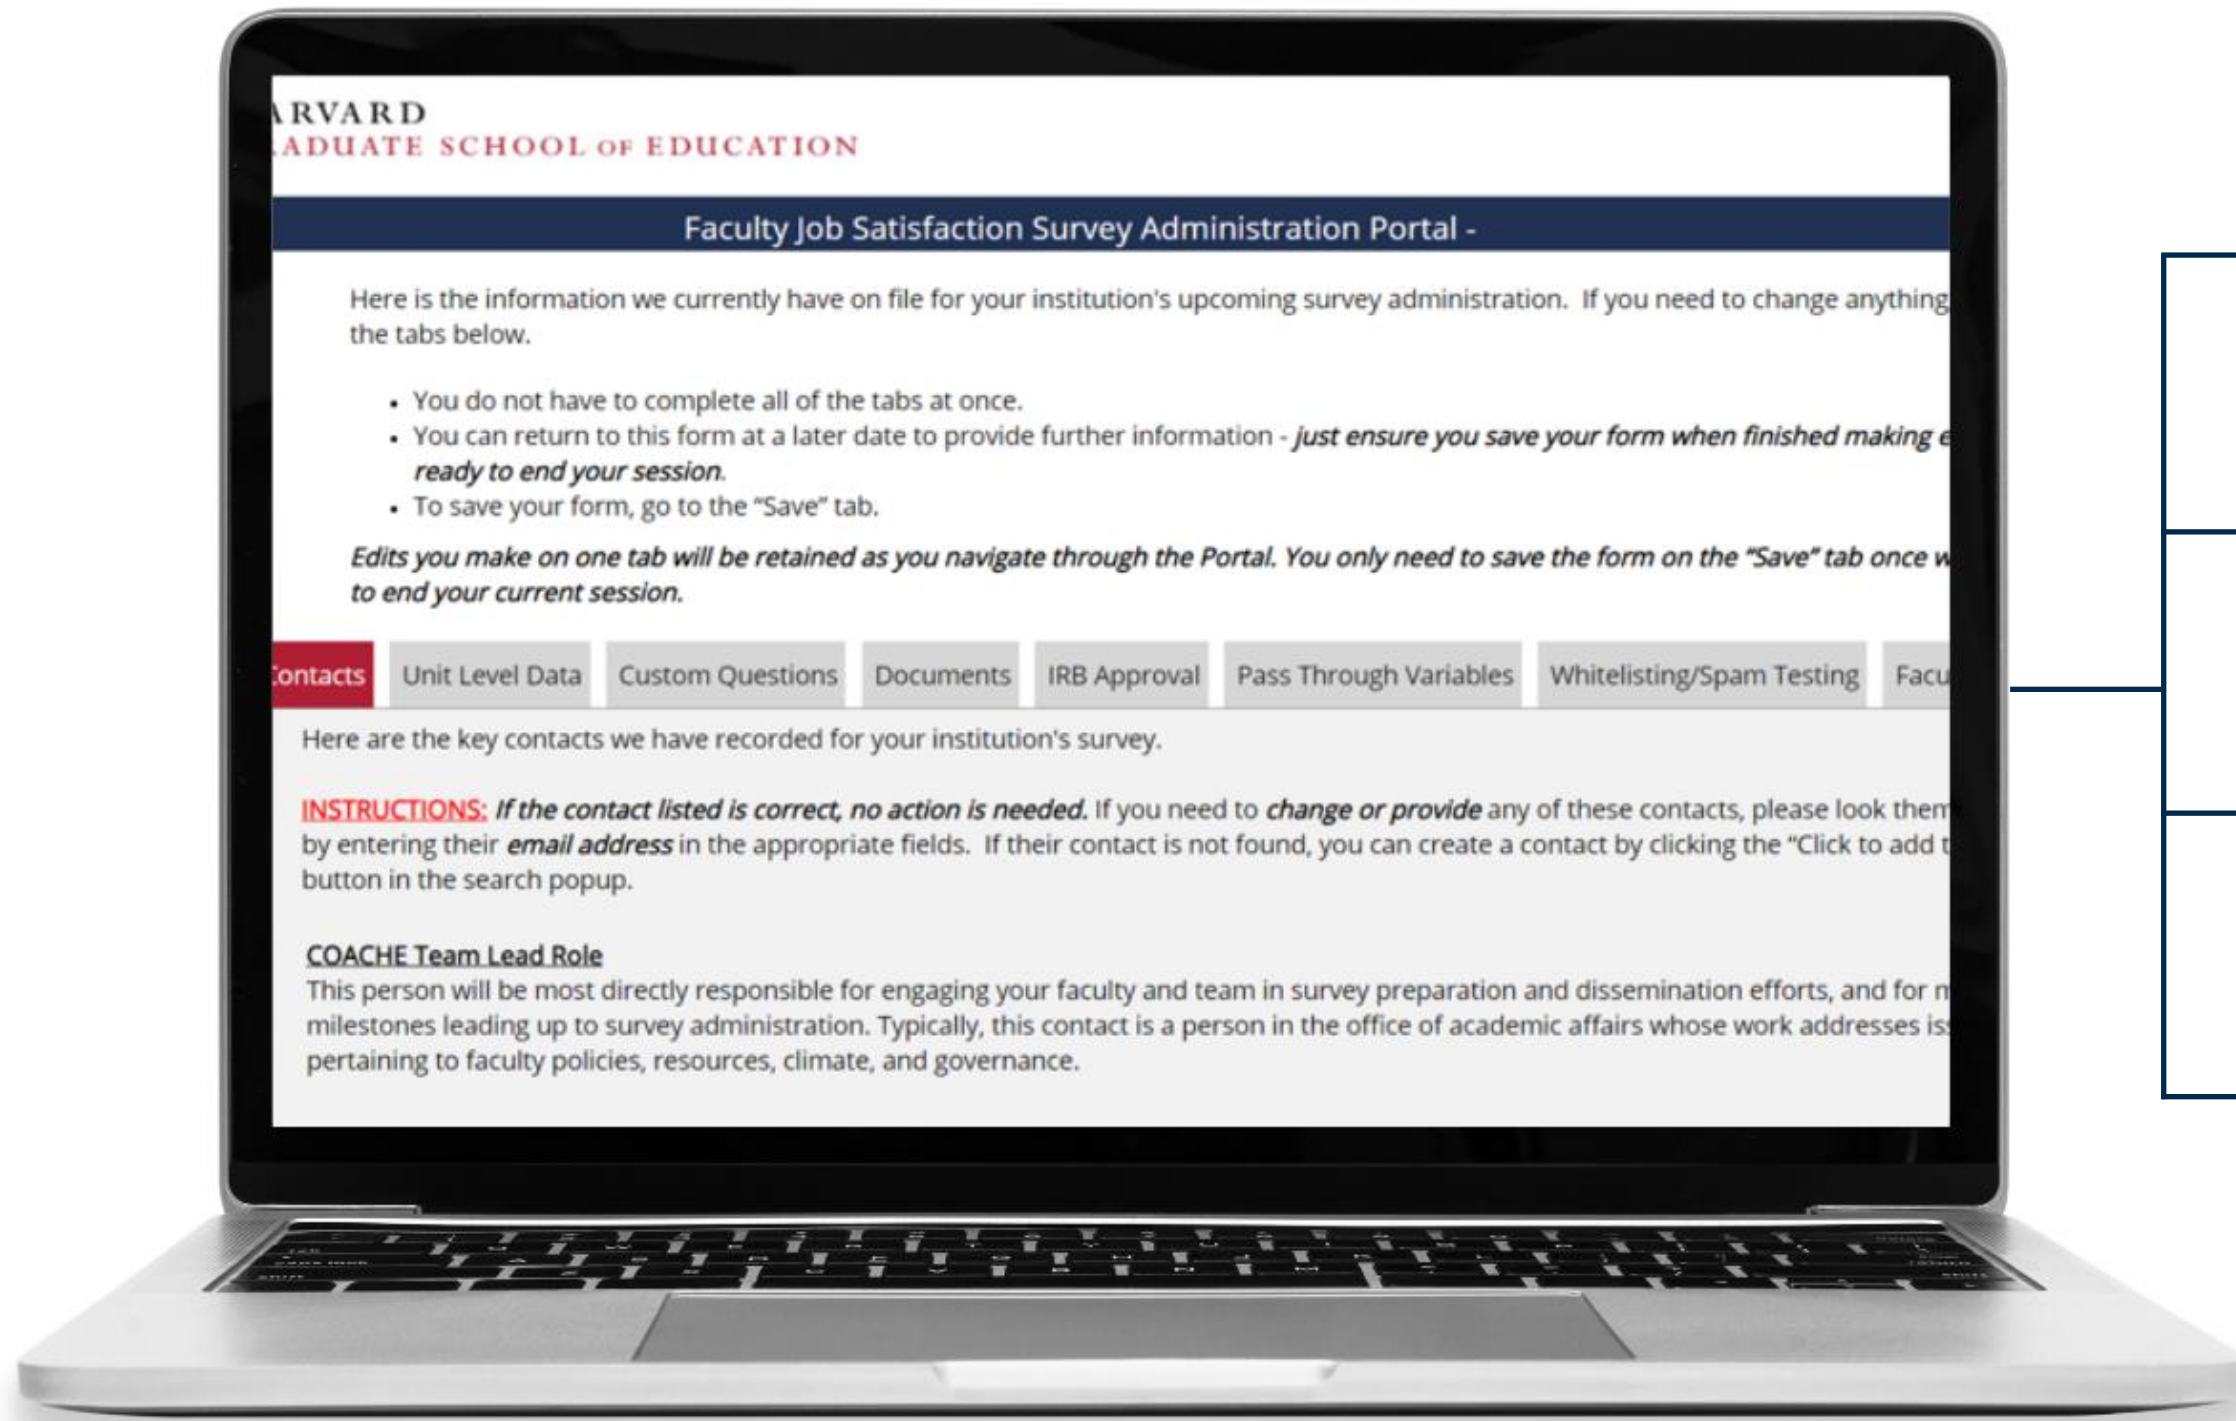 ARVARD
ADUATE SCHOOL OF EDUCATION
Faculty Job Satisfaction Survey Administration Portal -
Here is the information we currently have on file for your institution's upcoming survey administration. If you need to change anything
the tabs below.
• You do not have to complete all of the tabs at once.
• You can return to this form at a later date to provide further information - just ensure you save your form when finished making e
ready to end your session.
• To save your form, go to the “Save” tab.
Edits you make on one tab will be retained as you navigate through the Portal. You only need to save the form on the “Save” tab once w
to end your current session.
Contacts Unit Level Data Custom Questions Documents IRB Approval Pass Through Variables Whitelisting/Spam Testing Facu
Here are the key contacts we have recorded for your institution's survey.
INSTRUCTIONS: If the contact listed is correct, no action is needed. If you need to change or provide any of these contacts, please look them
by entering their email address in the appropriate fields. If their contact is not found, you can create a contact by clicking the “Click to add t
button in the search popup.
COACHE Team Lead Role
This person will be most directly responsible for engaging your faculty and team in survey preparation and dissemination efforts, and for m
milestones leading up to survey administration. Typically, this contact is a person in the office of academic affairs whose work addresses iss
pertaining to faculty policies, resources, climate, and governance.